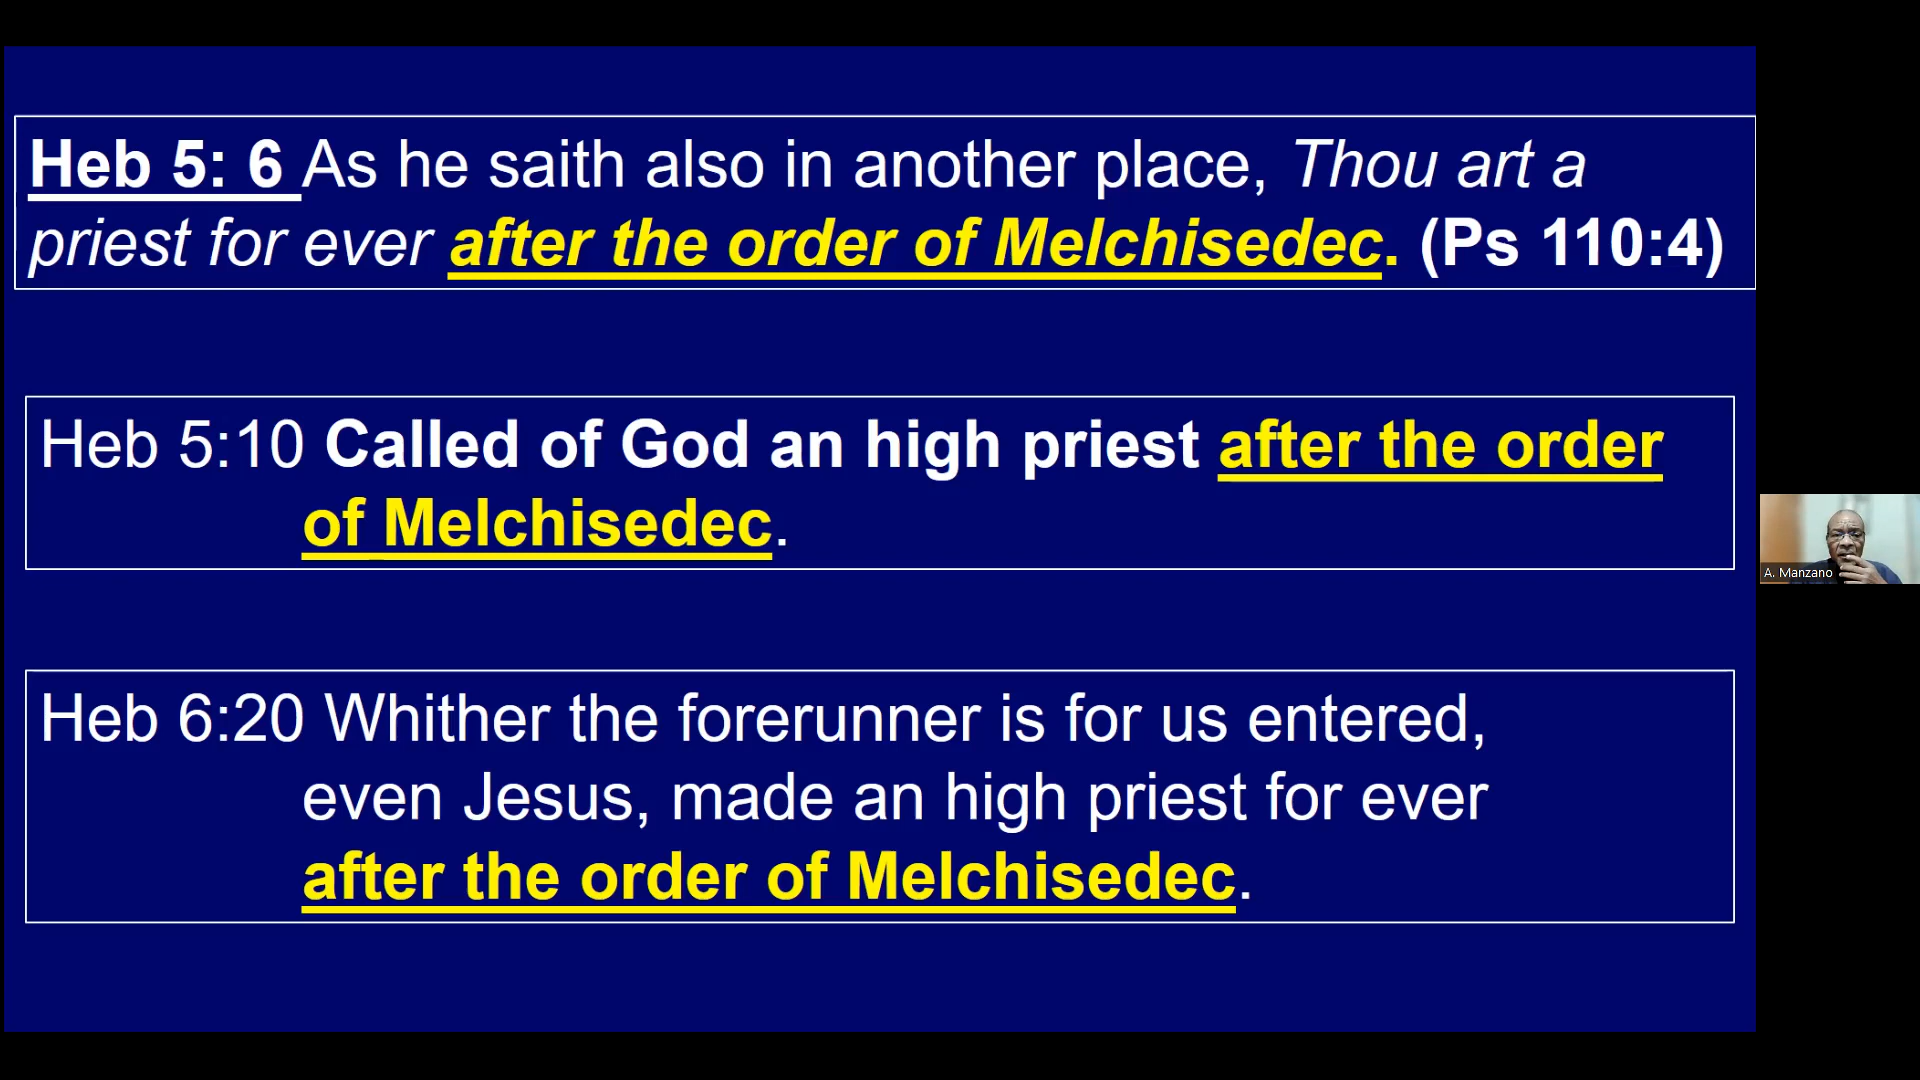 Heb 5: 6 As he saith also in another place, Thou art a
priest for ever after the order of Melchisedec. (Ps 110:4)
Heb 5:10 Called of God an high priest after the order
of Melchisedec.
Heb 6:20 Whither the forerunner is for us entered,
even Jesus, made an high priest for ever
after the order of Melchisedec.
A. Manzano